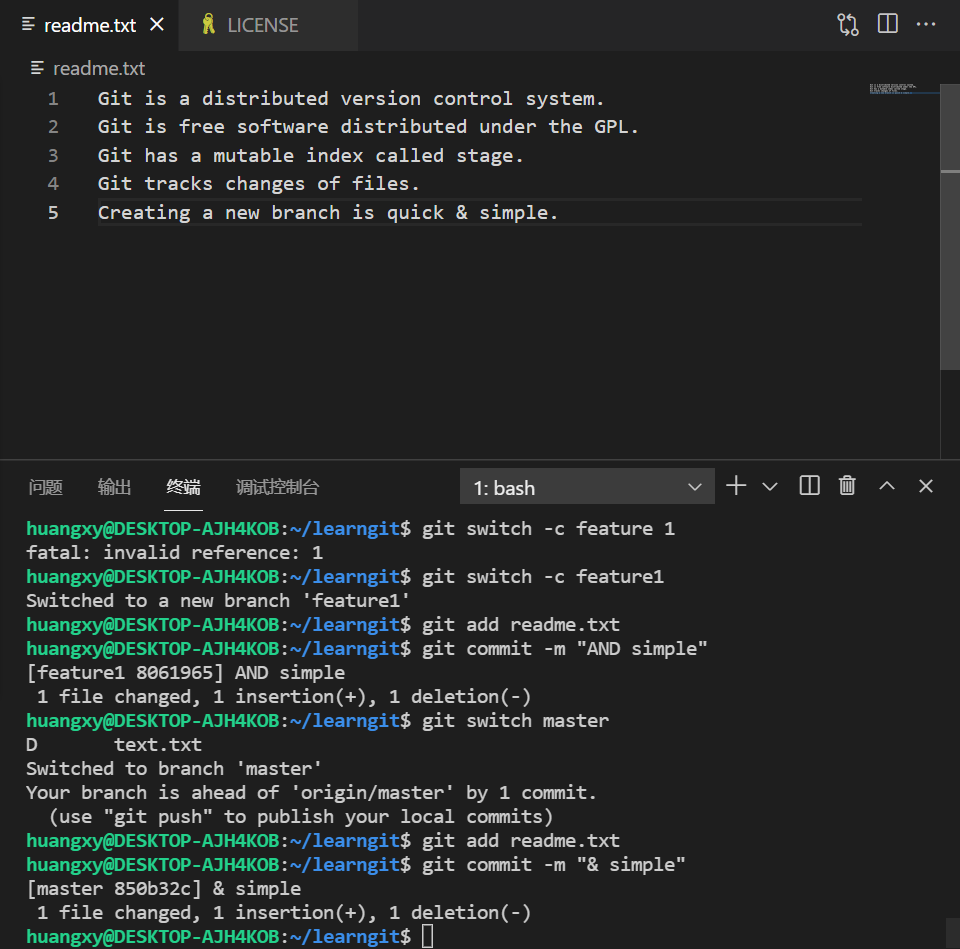 readme.txt LICENSE
readme.txt
1 Git is a distributed version control system.
2 Git is free software distributed under the GPL.
3 Git has a mutable index called stage.
4 Git tracks changes of files.
5 Creating a new branch is quick & simple.
问题 输出 终端 调试控制台 1: bash
huangxy@DESKTOP-AJH4KOB:~/learngit$ git switch -c feature 1
fatal: invalid reference: 1
huangxy@DESKTOP-AJH4KOB:~/learngit$ git switch -c feature1
Switched to a new branch 'feature1'
huangxy@DESKTOP-AJH4KOB:~/learngit$ git add readme.txt
huangxy@DESKTOP-AJH4KOB:~/learngit$ git commit -m "AND simple"
[feature1 8061965] AND simple
 1 file changed, 1 insertion(+), 1 deletion(-)
huangxy@DESKTOP-AJH4KOB:~/learngit$ git switch master
D       text.txt
Switched to branch 'master'
Your branch is ahead of 'origin/master' by 1 commit.
  (use "git push" to publish your local commits)
huangxy@DESKTOP-AJH4KOB:~/learngit$ git add readme.txt
huangxy@DESKTOP-AJH4KOB:~/learngit$ git commit -m "& simple"
[master 850b32c] & simple
 1 file changed, 1 insertion(+), 1 deletion(-)
huangxy@DESKTOP-AJH4KOB:~/learngit$